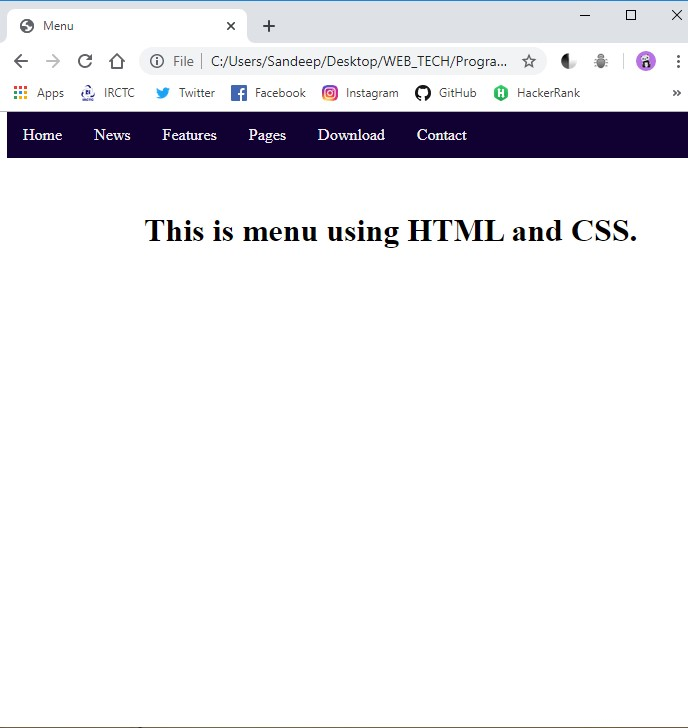 Menu
File C:/Users/Sandeep/Desktop/WEB_TECH/Progra...
Apps IRCTC Twitter Facebook Instagram GitHub HackerRank »
Home News Features Pages Download Contact
This is menu using HTML and CSS.